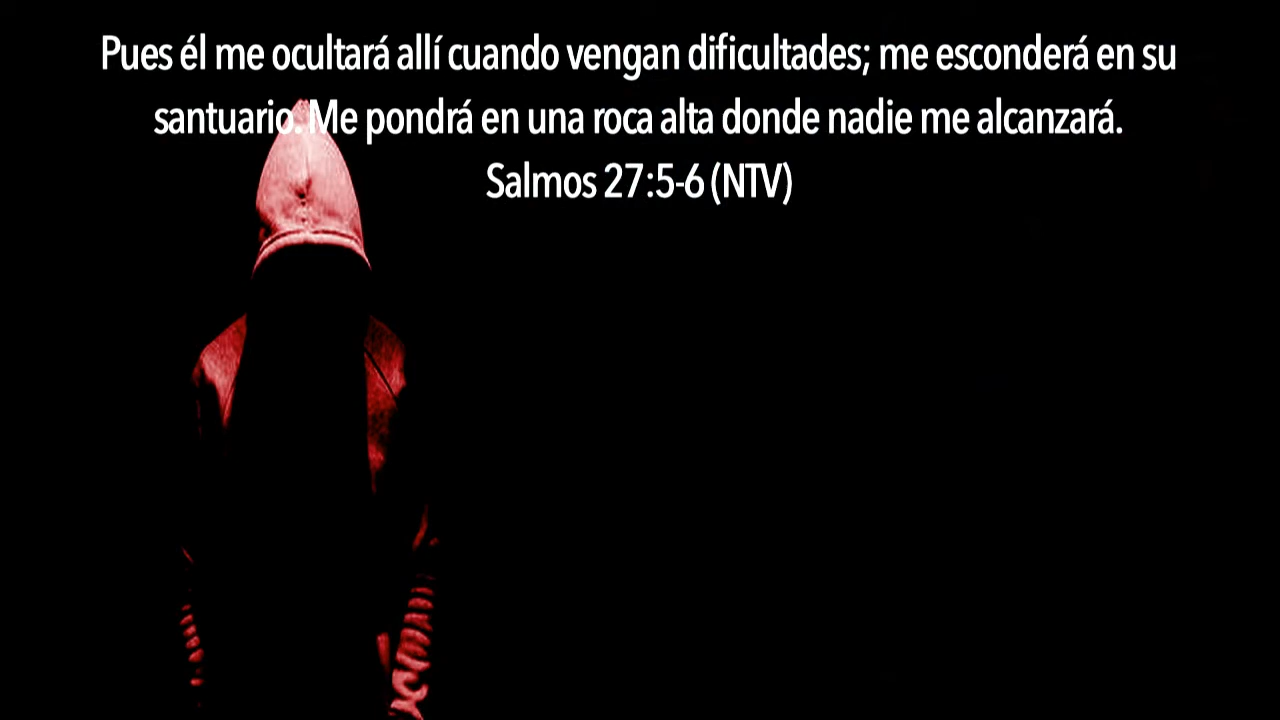 Pues él me ocultará allí cuando vengan dificultades; me esconderá en su
santuario. Me pondrá en una roca alta donde nadie me alcanzará.
Salmos 27:5-6 (NTV)